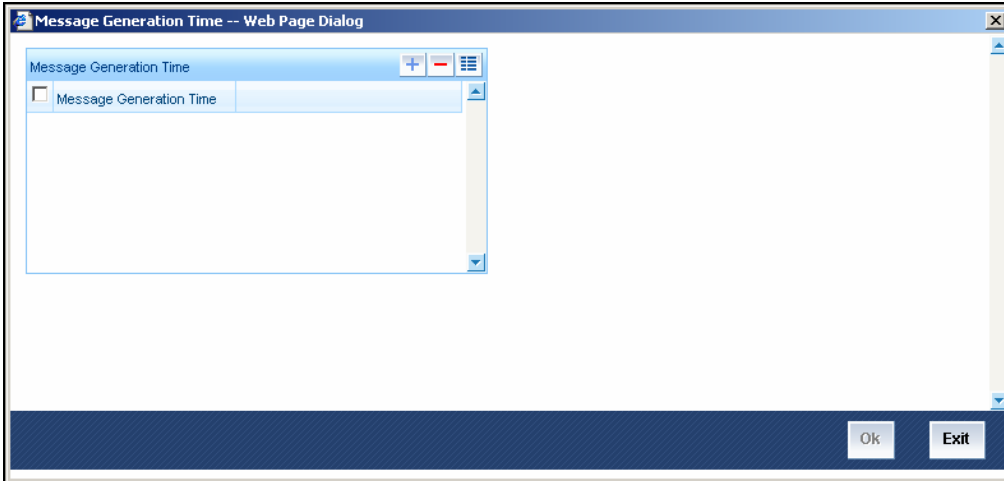 Message Generation Time -- Web Page Dialog
Message Generation Time
Message Generation Time
Ok
Exit